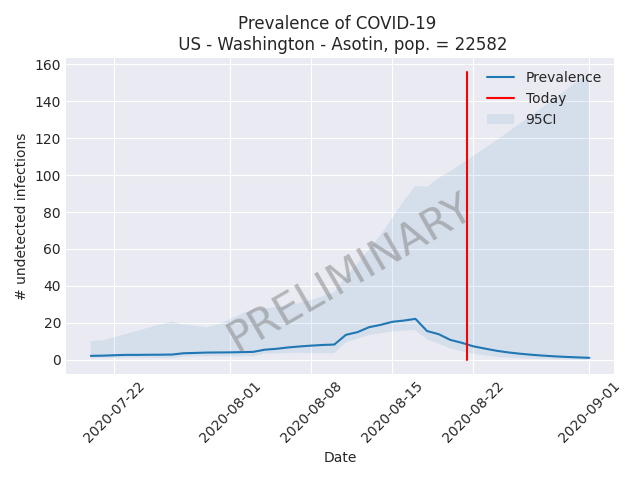 Prevalence of COVID-19
US - Washington - Asotin, pop. = 22582
# undetected infections
160
140
120
100
80
60
40
20
0
Prevalence
Today
95CI
PRELIMINARY
2020-07-22
2020-08-01
2020-08-08
2020-08-15
2020-08-22
2020-09-01
Date